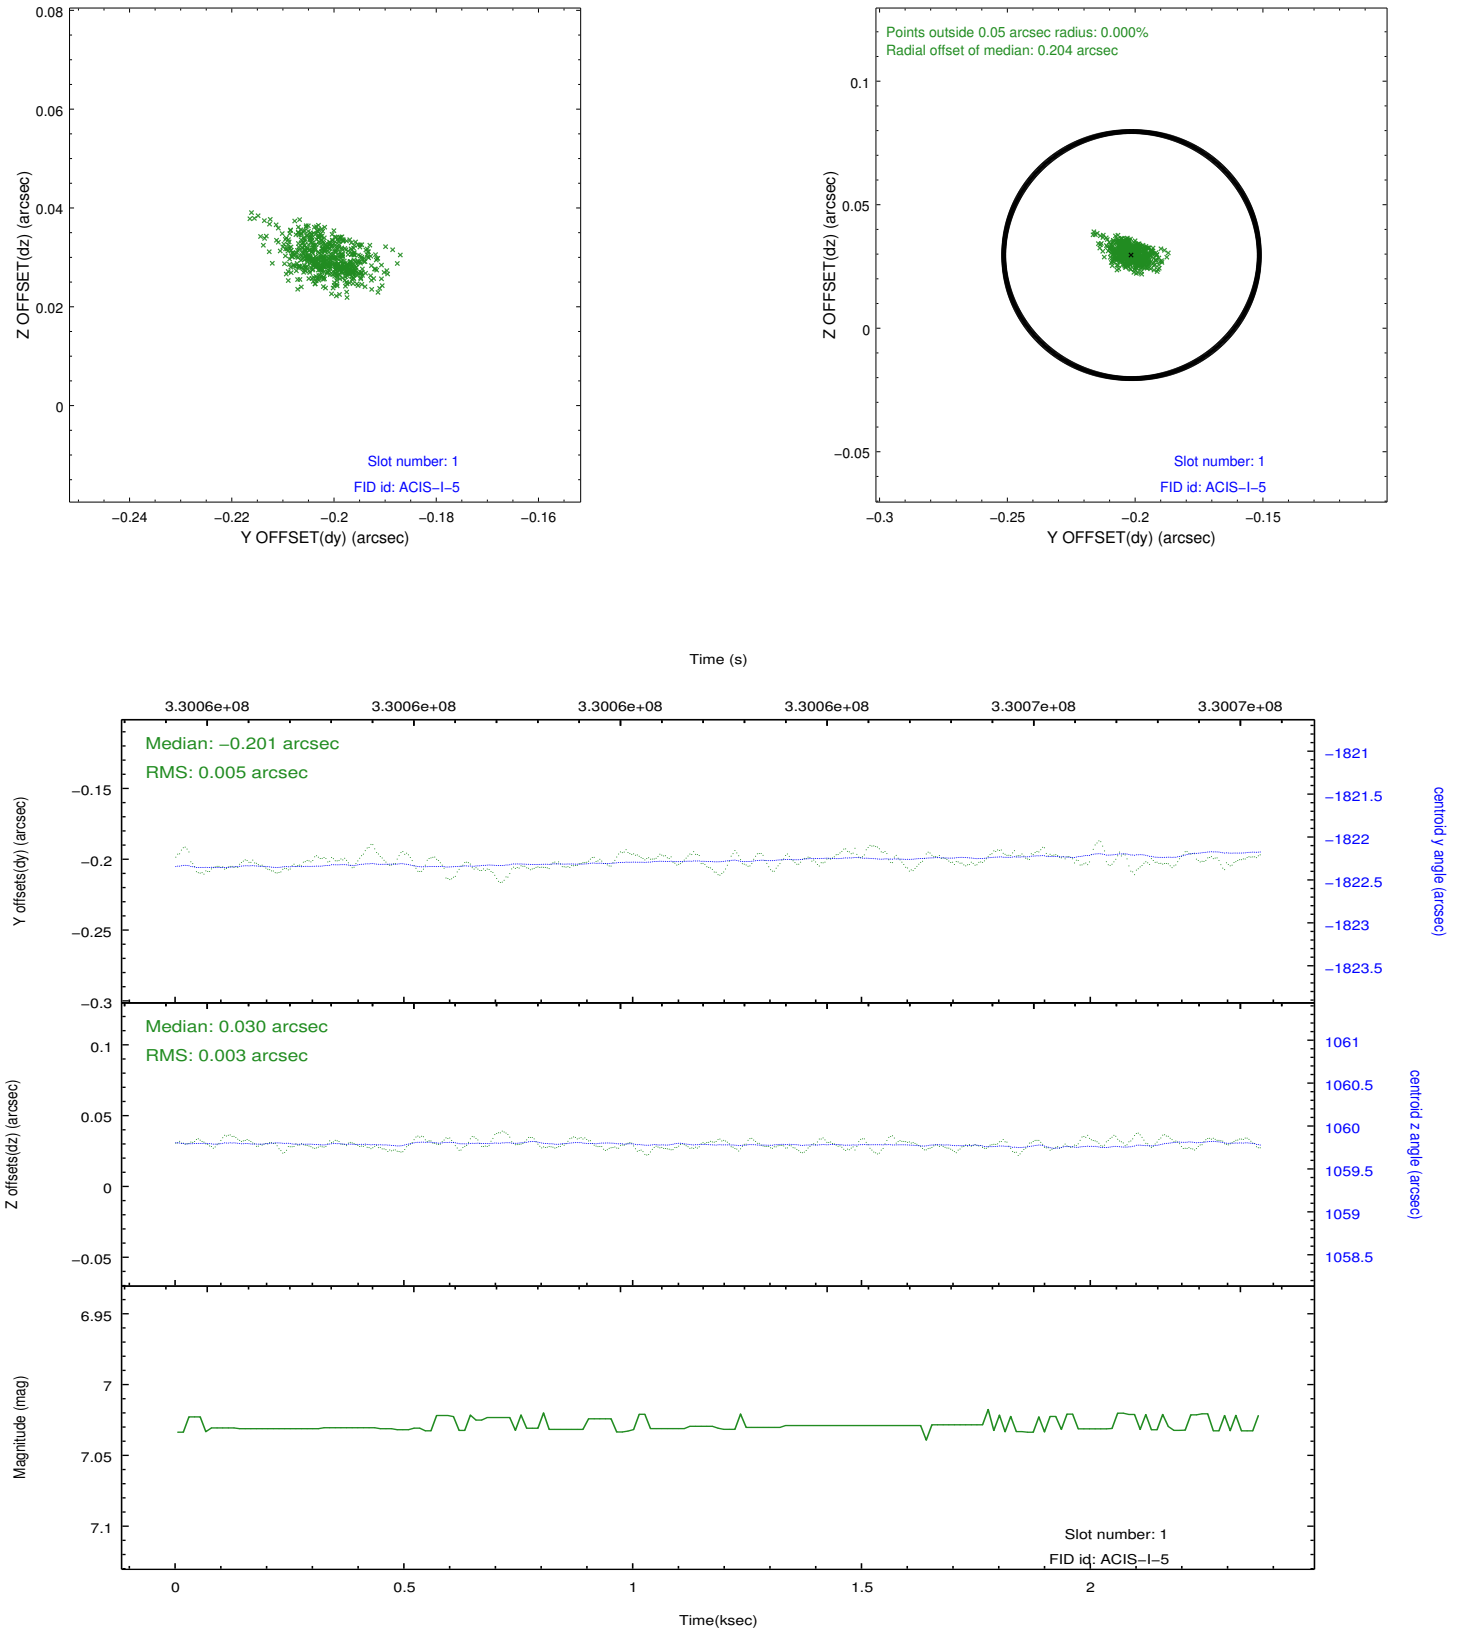 0.08
0.06
0.04
0.02
0
Z OFFSET(dz) (arcsec)
Slot number: 1
FID id: ACIS−I−5
−0.24 −0.22 −0.2 −0.18 −0.16
Y OFFSET(dy) (arcsec)
Points outside 0.05 arcsec radius: 0.000%
Radial offset of median: 0.204 arcsec
0.1
0.05
0
−0.05
Z OFFSET(dz) (arcsec)
Slot number: 1
FID id: ACIS−I−5
−0.3 −0.25 −0.2 −0.15
Y OFFSET(dy) (arcsec)
Time (s)
3.3006e+08 3.3006e+08 3.3006e+08 3.3006e+08 3.3007e+08 3.3007e+08
Median: −0.201 arcsec
RMS: 0.005 arcsec
−0.15
−0.2
−0.25
−0.3
Y offsets(dy) (arcsec)
−1821
−1821.5
−1822
−1822.5
−1823
−1823.5
centroid y angle (arcsec)
Median: 0.030 arcsec
RMS: 0.003 arcsec
0.1
0.05
0
−0.05
Z offsets(dz) (arcsec)
1061
1060.5
1060
1059.5
1059
1058.5
centroid z angle (arcsec)
6.95
7
7.05
7.1
Magnitude (mag)
Slot number: 1
FID id: ACIS−I−5
0 0.5 1 1.5 2
Time(ksec)